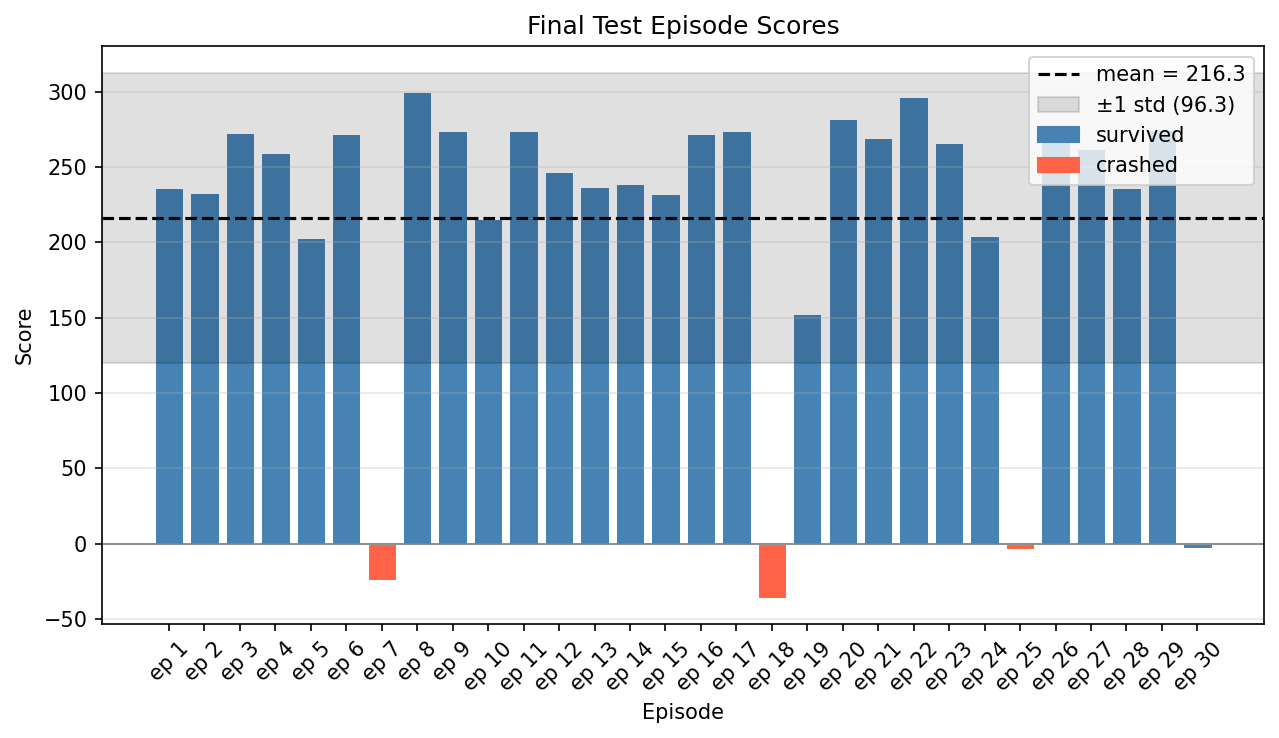 Final Test Episode Scores
mean = 216.3
±1 std (96.3)
survived
crashed
Score
300
250
200
150
100
50
0
−50
ep 1
ep 2
ep 3
ep 4
ep 5
ep 6
ep 7
ep 8
ep 9
ep 10
ep 11
ep 12
ep 13
ep 14
ep 15
ep 16
ep 17
ep 18
ep 19
ep 20
ep 21
ep 22
ep 23
ep 24
ep 25
ep 26
ep 27
ep 28
ep 29
ep 30
Episode